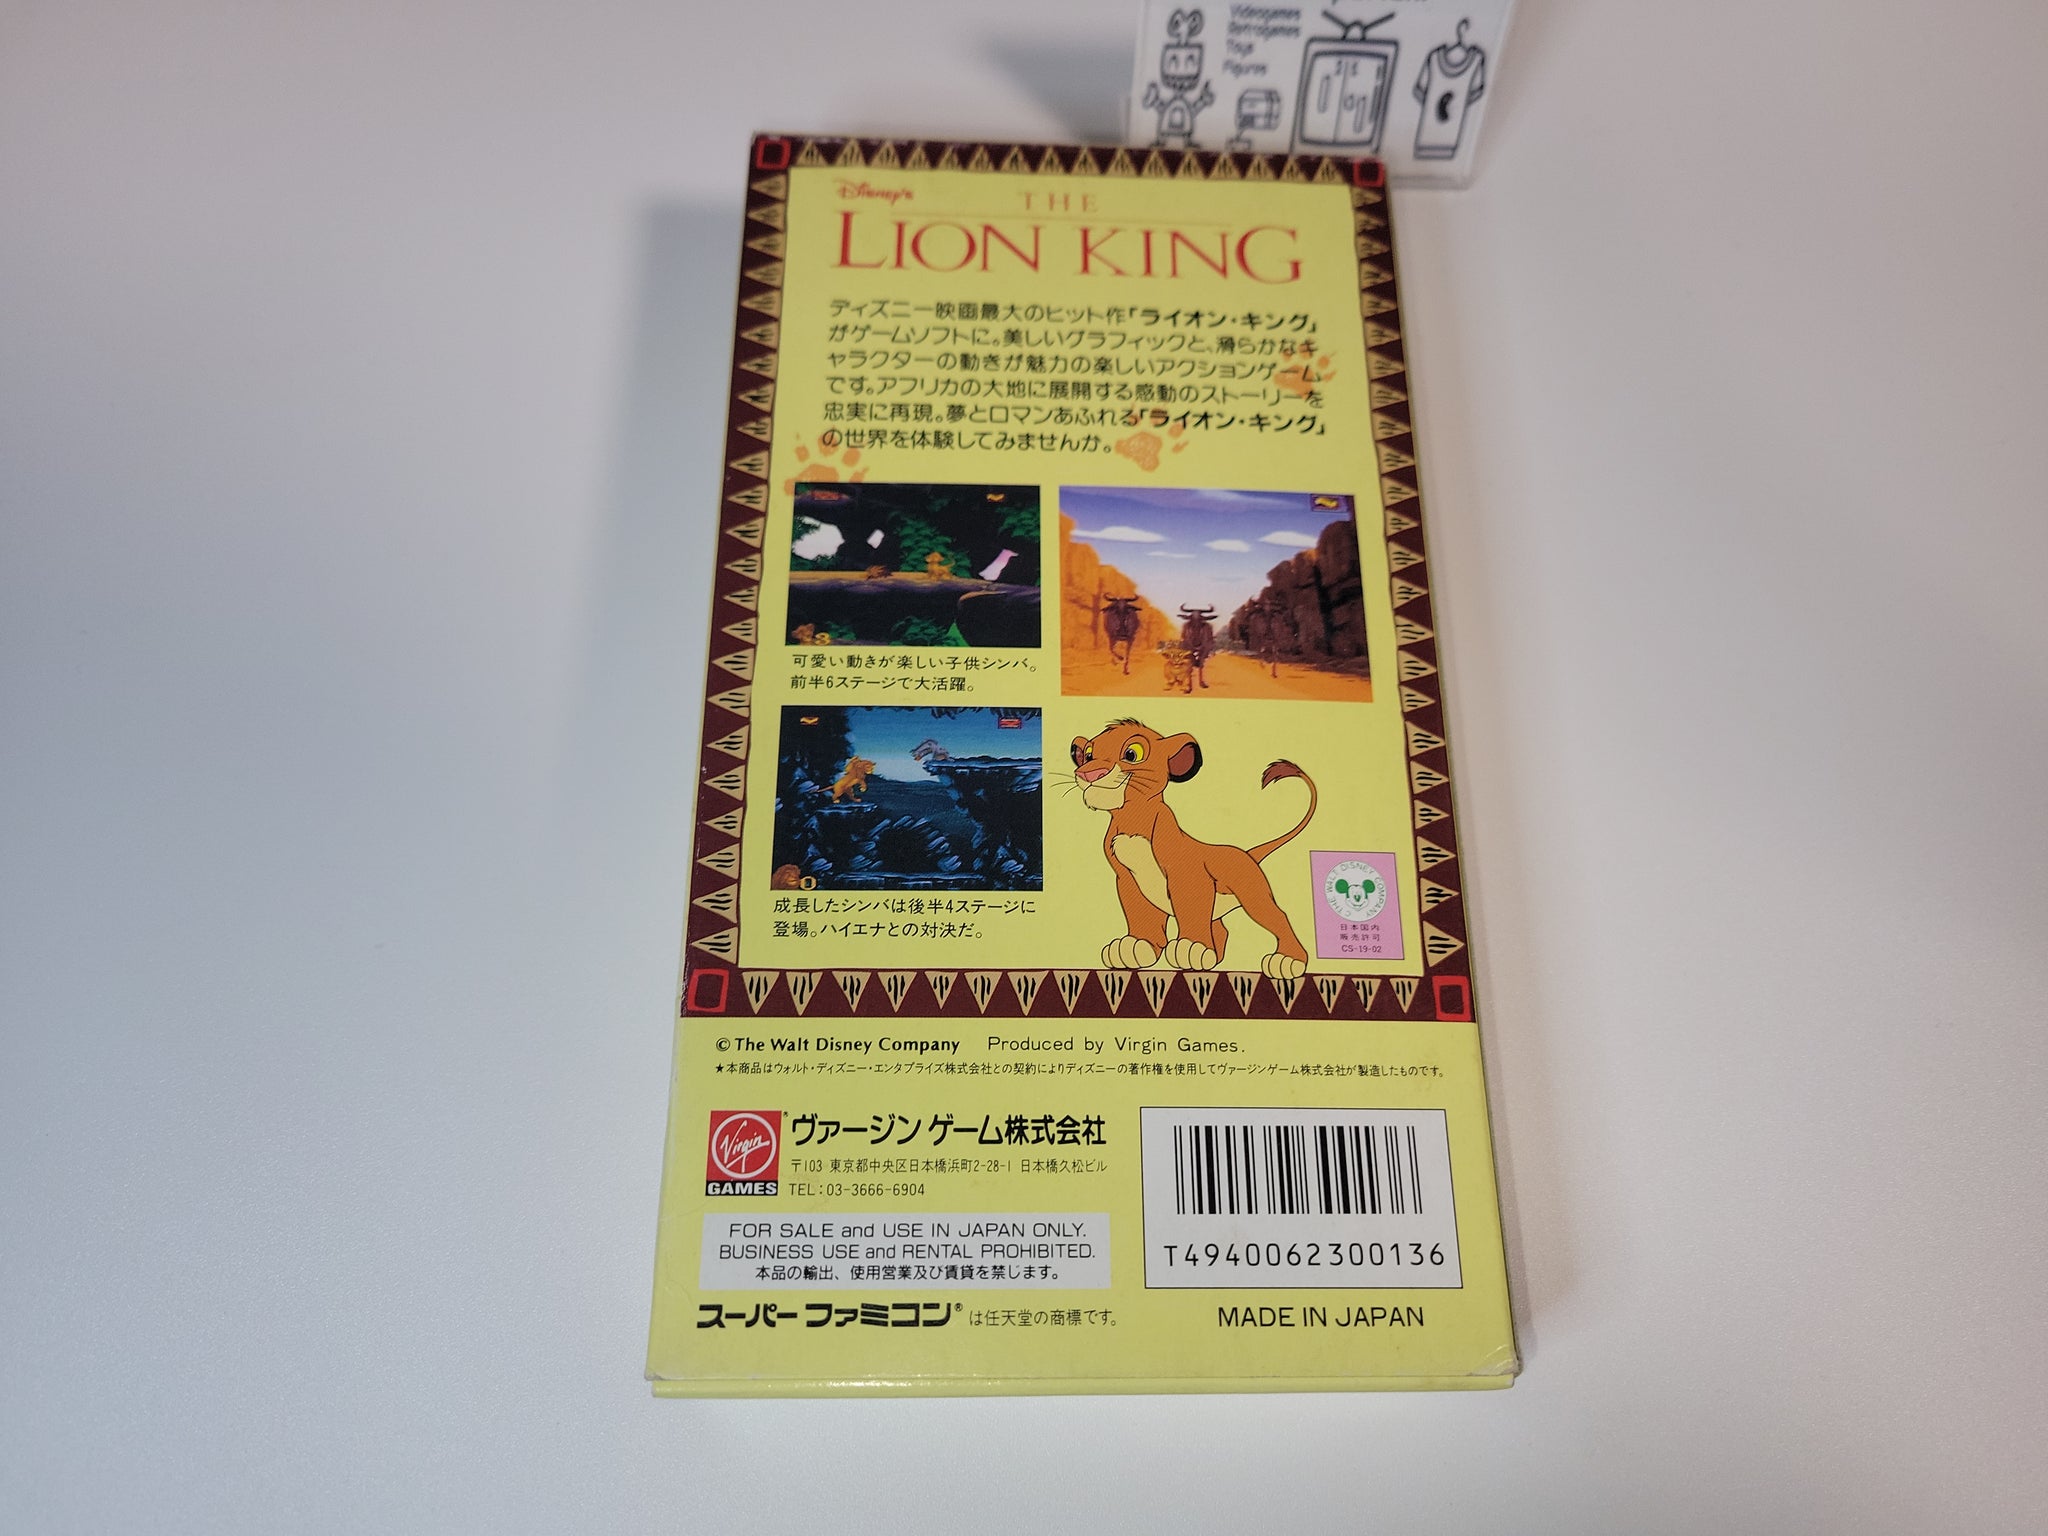 Videogames
Retrogames
Toys
Figures
Disney's
THE
LION KING
ディズニー映画最大のヒット作「ライオン・キング」
がゲームソフトに。美しいグラフィックと、滑らかなキ
ャラクターの動きが魅力の楽しいアクションゲーム
です。アフリカの大地に展開する感動のストーリーを
忠実に再現。夢とロマンあふれる「ライオン・キング」
の世界を体験してみませんか。
可愛い動きが楽しい子供シンバ。
前半6ステージで大活躍。
成長したシンバは後半4ステージに
登場。ハイエナとの対決だ。
© THE WALT DISNEY COMPANY
日本国内
販売許可
CS-19-02
© The Walt Disney Company Produced by Virgin Games.
★本商品はウォルト・ディズニー・エンタプライズ株式会社との契約によりディズニーの著作権を使用してヴァージンゲーム株式会社が製造したものです。
Virgin
GAMES
ヴァージン ゲーム株式会社
〒103 東京都中央区日本橋浜町2-28-1 日本橋久松ビル
TEL:03-3666-6904
FOR SALE and USE IN JAPAN ONLY.
BUSINESS USE and RENTAL PROHIBITED.
本品の輸出、使用営業及び賃貸を禁じます。
T4940062300136
スーパーファミコン®は任天堂の商標です。
MADE IN JAPAN